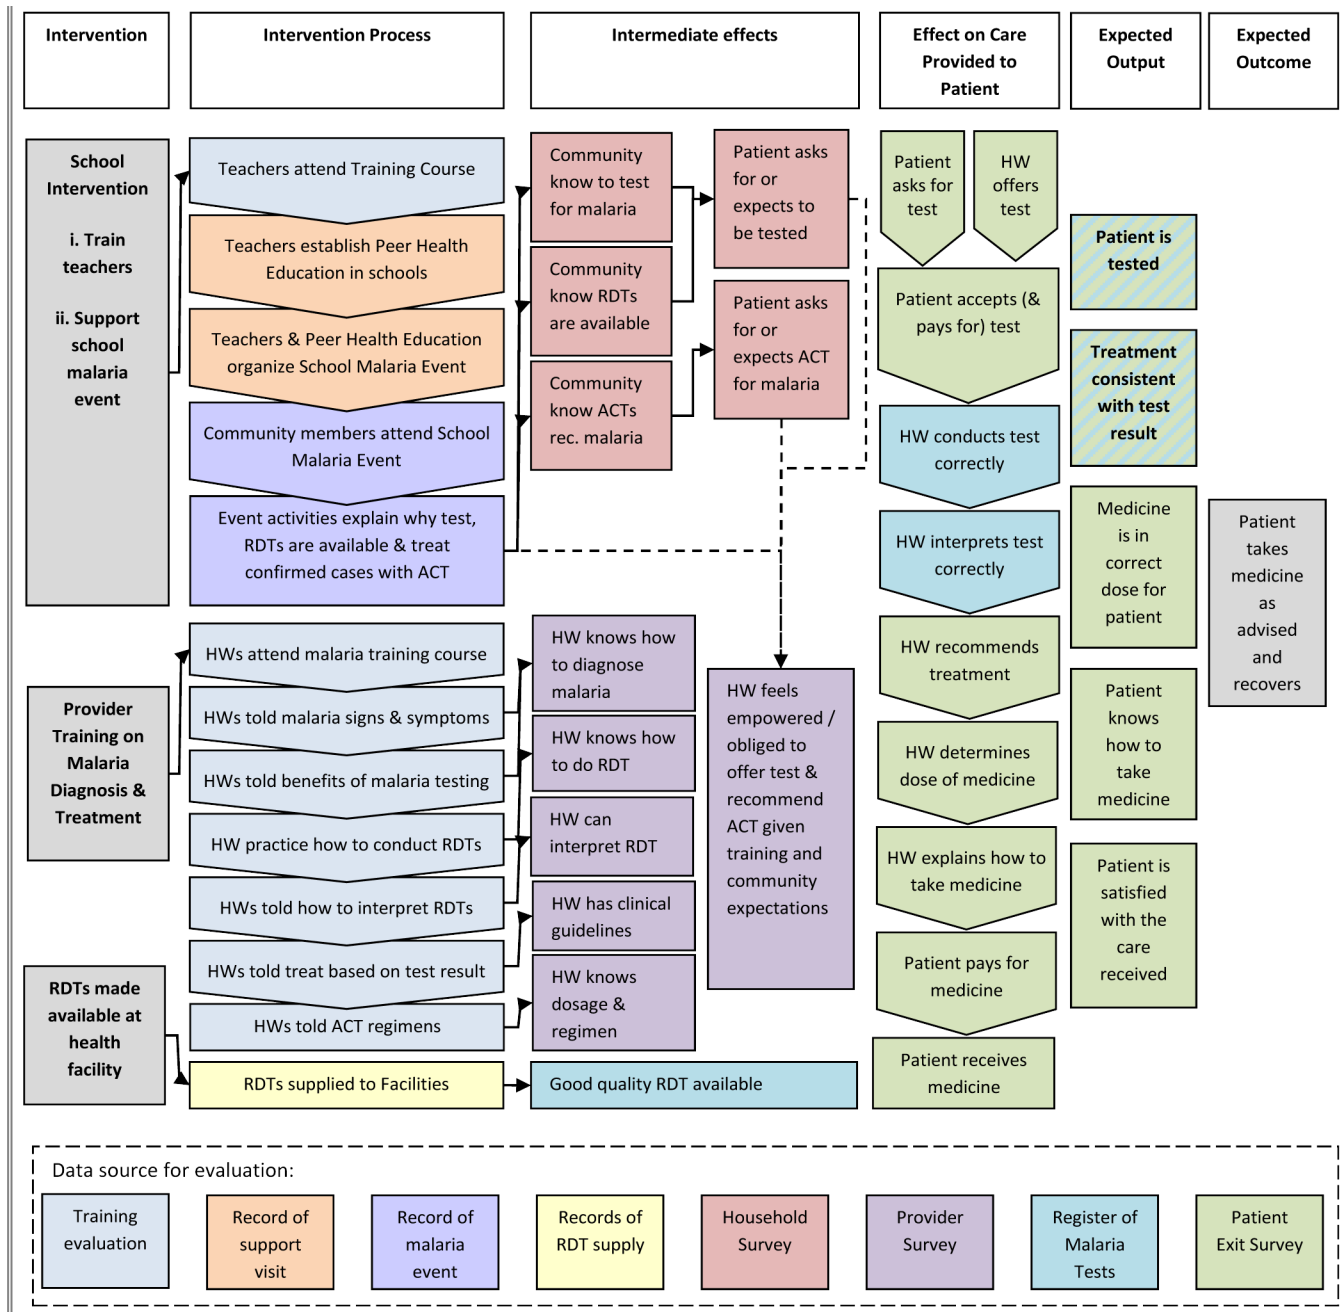 Intervention
Intervention Process
Intermediate effects
Effect on Care
Provided to
Patient
Expected
Output
Expected
Outcome
School
Intervention
i. Train
teachers
ii. Support
school
malaria
event
Teachers attend Training Course
Teachers establish Peer Health
Education in schools
Teachers & Peer Health Education
organize School Malaria Event
Community members attend School
Malaria Event
Event activities explain why test,
RDTs are available & treat
confirmed cases with ACT
Community
know to test
for malaria
Community
know RDTs
are available
Community
know ACTs
rec. malaria
Patient asks
for or
expects to
be tested
Patient asks
for or
expects ACT
for malaria
Patient
asks for
test
HW
offers
test
Patient accepts (&
pays for) test
HW conducts test
correctly
HW interprets test
correctly
HW recommends
treatment
HW determines
dose of medicine
HW explains how to
take medicine
Patient pays for
medicine
Patient receives
medicine
Patient is
tested
Treatment
consistent
with test
result
Medicine
is in
correct
dose for
patient
Patient
knows
how to
take
medicine
Patient is
satisfied
with the
care
received
Patient
takes
medicine
as
advised
and
recovers
Provider
Training on
Malaria
Diagnosis &
Treatment
HWs attend malaria training course
HWs told malaria signs & symptoms
HWs told benefits of malaria testing
HW practice how to conduct RDTs
HWs told how to interpret RDTs
HWs told treat based on test result
HWs told ACT regimens
HW knows how
to diagnose
malaria
HW knows how
to do RDT
HW can
interpret RDT
HW has clinical
guidelines
HW knows
dosage &
regimen
HW feels
empowered /
obliged to
offer test &
recommend
ACT given
training and
community
expectations
RDTs made
available at
health
facility
RDTs supplied to Facilities
Good quality RDT available
Data source for evaluation:
Training
evaluation
Record of
support
visit
Record of
malaria
event
Records of
RDT supply
Household
Survey
Provider
Survey
Register of
Malaria
Tests
Patient
Exit Survey